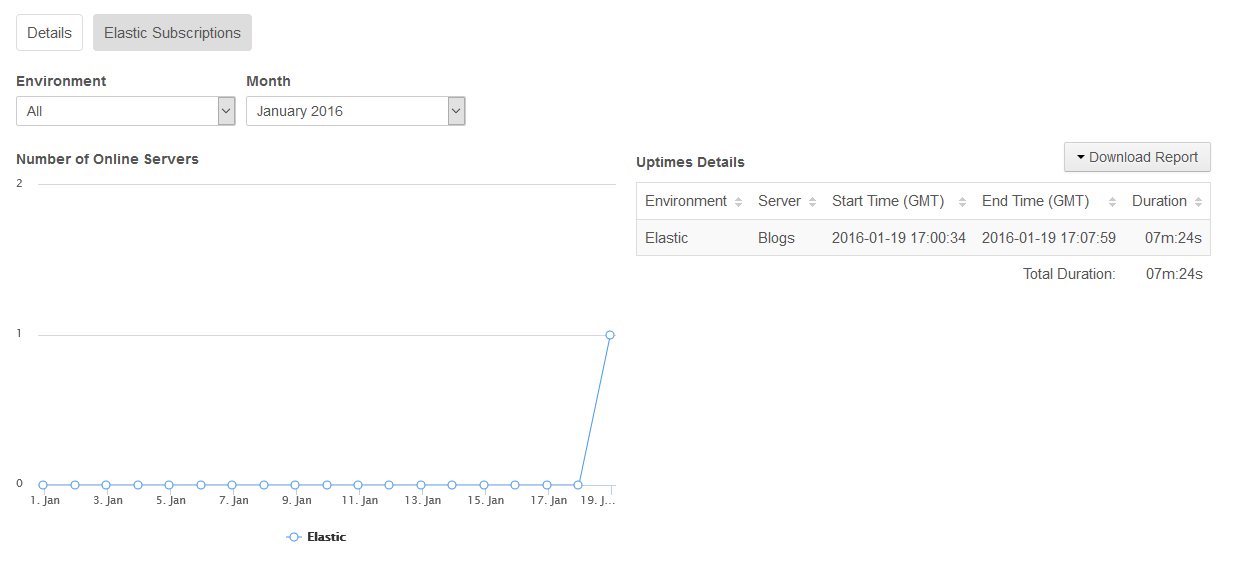 Details Elastic Subscriptions
Environment Month
All January 2016
Number of Online Servers
2
1
0
1. Jan 3. Jan 5. Jan 7. Jan 9. Jan 11. Jan 13. Jan 15. Jan 17. Jan 19. J...
Elastic
Download Report
Uptimes Details
Environment Server Start Time (GMT) End Time (GMT) Duration
Elastic Blogs 2016-01-19 17:00:34 2016-01-19 17:07:59 07m:24s
Total Duration: 07m:24s